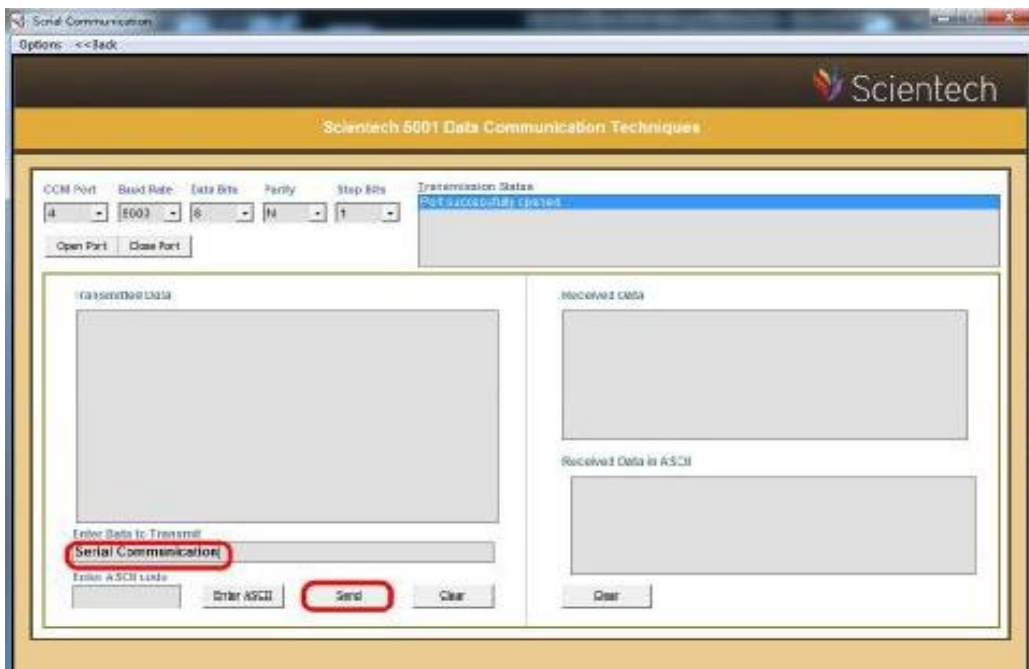 Serial Communication
Options <<Back
Scientech
Scientech 5001 Data Communication Techniques
COM Port Baud Rate Data Bits Parity Stop Bits
4 8 N 1
Open Port Close Port
Transmission Status
Port successfully opened
Transmitted Data
Received Data
Received Data in ASCII
Enter Data to Transmit
Serial Communication
Enter ASCII code
Enter ASCII Send Clear
Clear